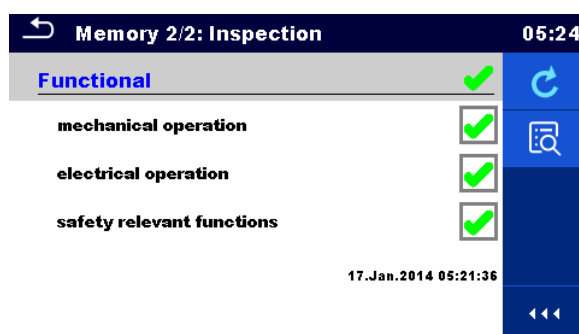 Memory 2/2: Inspection
05:24
Functional
mechanical operation
electrical operation
safety relevant functions
17.Jan.2014 05:21:36